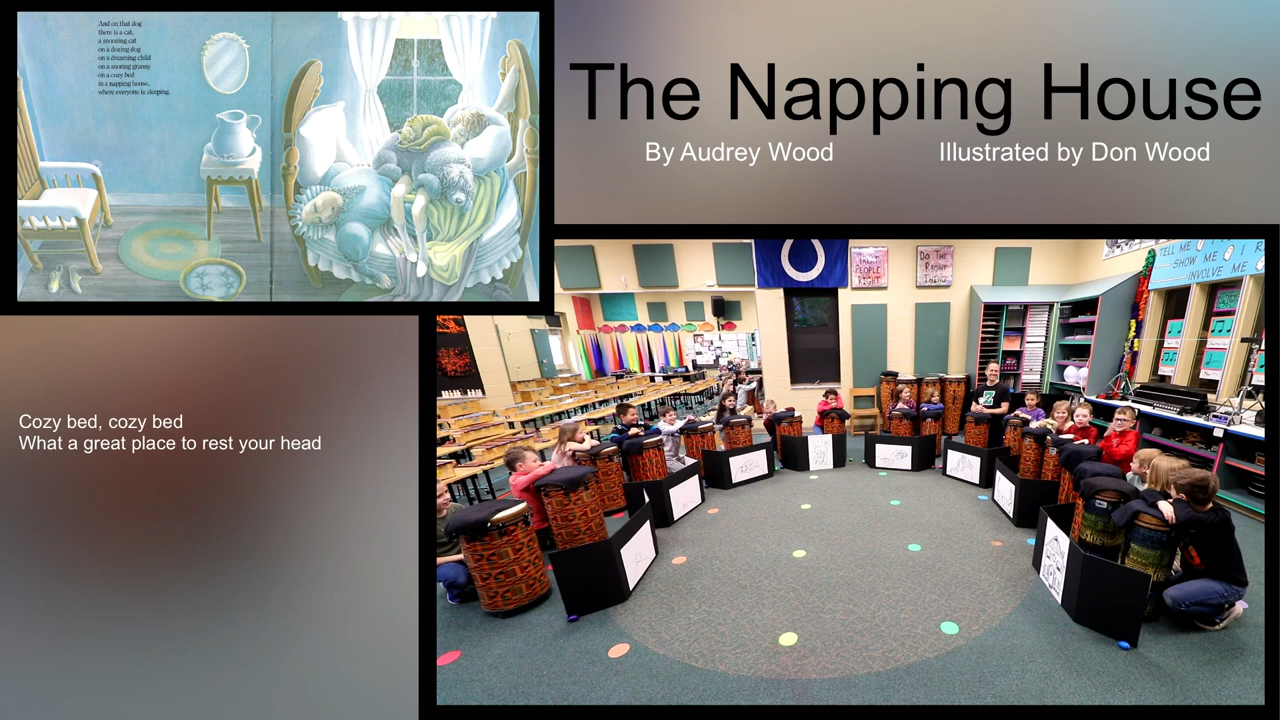 And on that dog
there is a cat,
a snoozing cat
on a dozing dog
on a dreaming child
on a snoring granny
on a cozy bed
in a napping house,
where everyone is sleeping.
The Napping House
By Audrey Wood Illustrated by Don Wood
TREAT
PEOPLE
RIGHT
DO THE
RIGHT
THING
TELL ME
SHOW ME
INVOLVE ME
Cozy bed, cozy bed
What a great place to rest your head